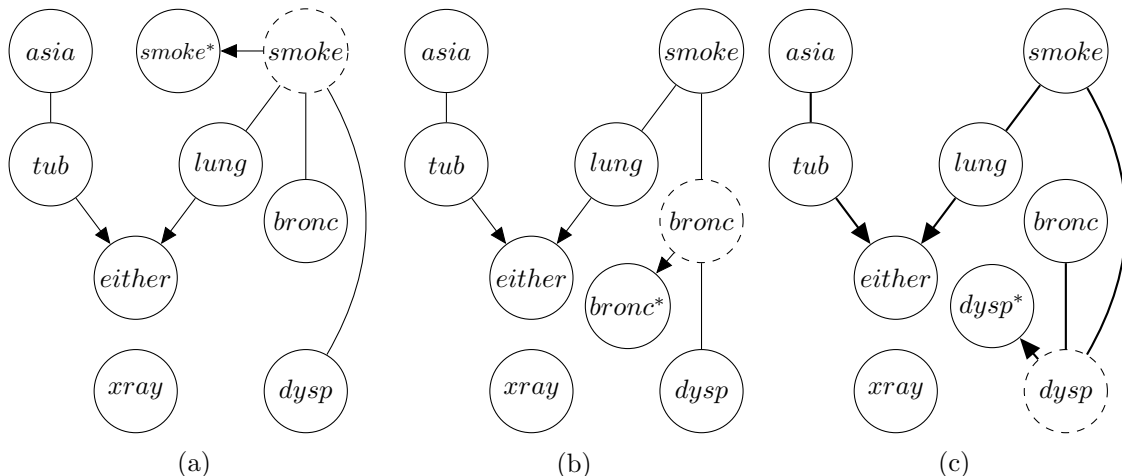 asia smoke* smoke asia smoke asia smoke
tub lung tub lung tub lung
bronc bronc bronc
either either either
bronc* dysp*
xray dysp xray dysp xray dysp
(a) (b) (c)